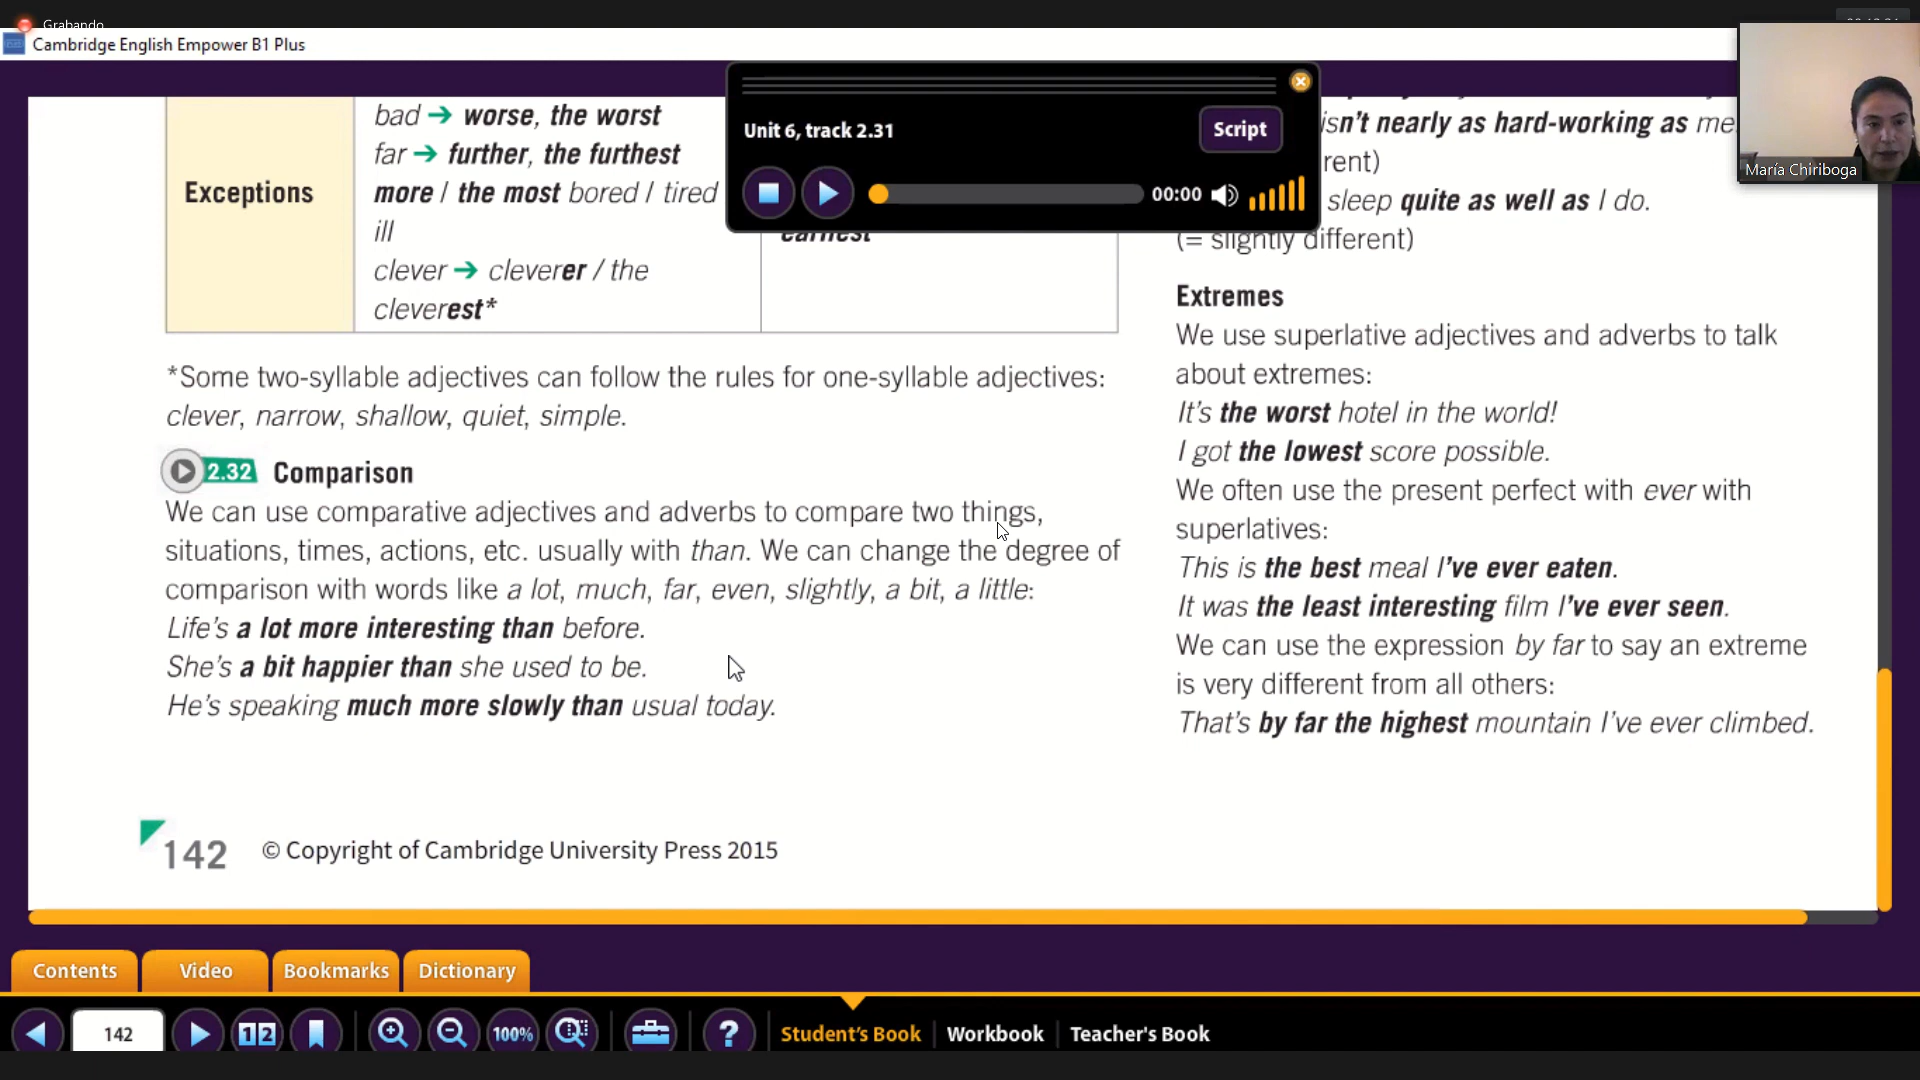 Grabando
Cambridge English Empower B1 Plus
María Chiriboga
Unit 6, track 2.31
Script
00:00
Exceptions
bad → worse, the worst
far → further, the furthest
more / the most bored / tired
ill
clever → cleverer / the
cleverest*
*Some two-syllable adjectives can follow the rules for one-syllable adjectives:
clever, narrow, shallow, quiet, simple.
2.32 Comparison
We can use comparative adjectives and adverbs to compare two things,
situations, times, actions, etc. usually with than. We can change the degree of
comparison with words like a lot, much, far, even, slightly, a bit, a little:
Life's a lot more interesting than before.
She's a bit happier than she used to be.
He's speaking much more slowly than usual today.
isn't nearly as hard-working as me.
rent)
sleep quite as well as I do.
(= slightly different)
Extremes
We use superlative adjectives and adverbs to talk
about extremes:
It's the worst hotel in the world!
I got the lowest score possible.
We often use the present perfect with ever with
superlatives:
This is the best meal I've ever eaten.
It was the least interesting film I've ever seen.
We can use the expression by far to say an extreme
is very different from all others:
That's by far the highest mountain I've ever climbed.
142
© Copyright of Cambridge University Press 2015
Contents
Video
Bookmarks
Dictionary
142
12
100%
?
Student's Book
Workbook
Teacher's Book